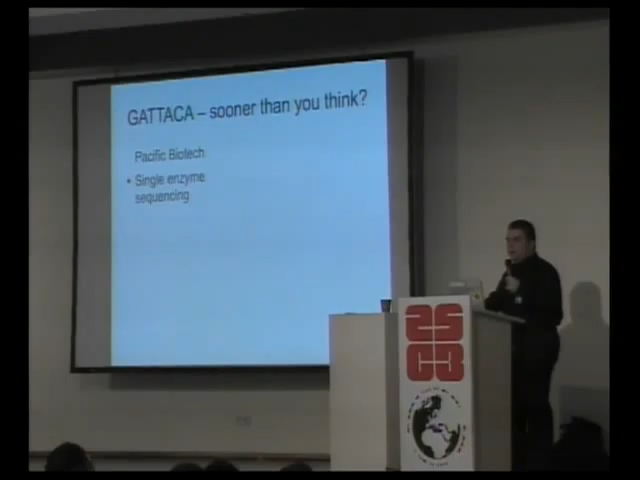 GATTACA – sooner than you think?
Pacific Biotech
• Single enzyme
sequencing
25
C3